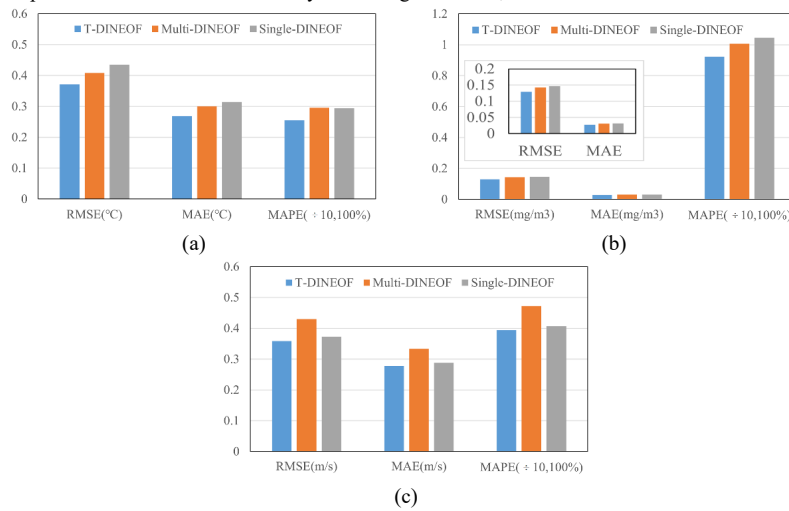 0.6
T-DINEOF Multi-DINEOF Single-DINEOF
0.5
0.4
0.3
0.2
0.1
0
RMSE(℃) MAE(℃) MAPE( ÷ 10,100%)
(a)
1.2
T-DINEOF Multi-DINEOF Single-DINEOF
1
0.8
0.6
0.4
0.2
0
0.2
0.15
0.1
0.05
0
RMSE MAE
RMSE(mg/m3) MAE(mg/m3) MAPE( ÷ 10,100%)
(b)
0.6
T-DINEOF Multi-DINEOF Single-DINEOF
0.5
0.4
0.3
0.2
0.1
0
RMSE(m/s) MAE(m/s) MAPE( ÷ 10,100%)
(c)